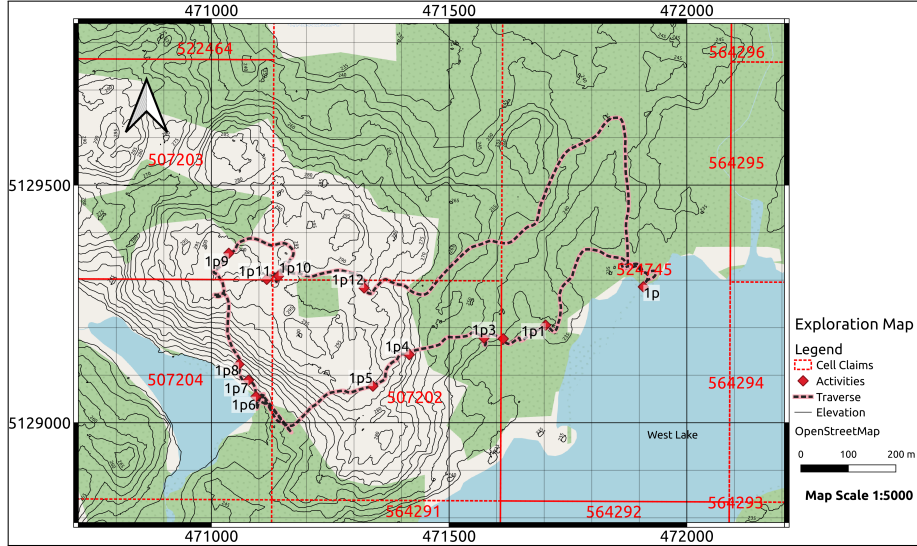 471000 471500 472000
522464
564296
507203
564295
5129500
1p9
1p11 1p10
1p12
524745
1p
1p3 1p1
1p4
1p8
1p7
1p6
1p5
507204
507202
564294
5129000
West Lake
564291 564292 564293
471000 471500 472000
Exploration Map
Legend
Cell Claims
Activities
Traverse
Elevation
OpenStreetMap
0 100 200 m
Map Scale 1:5000